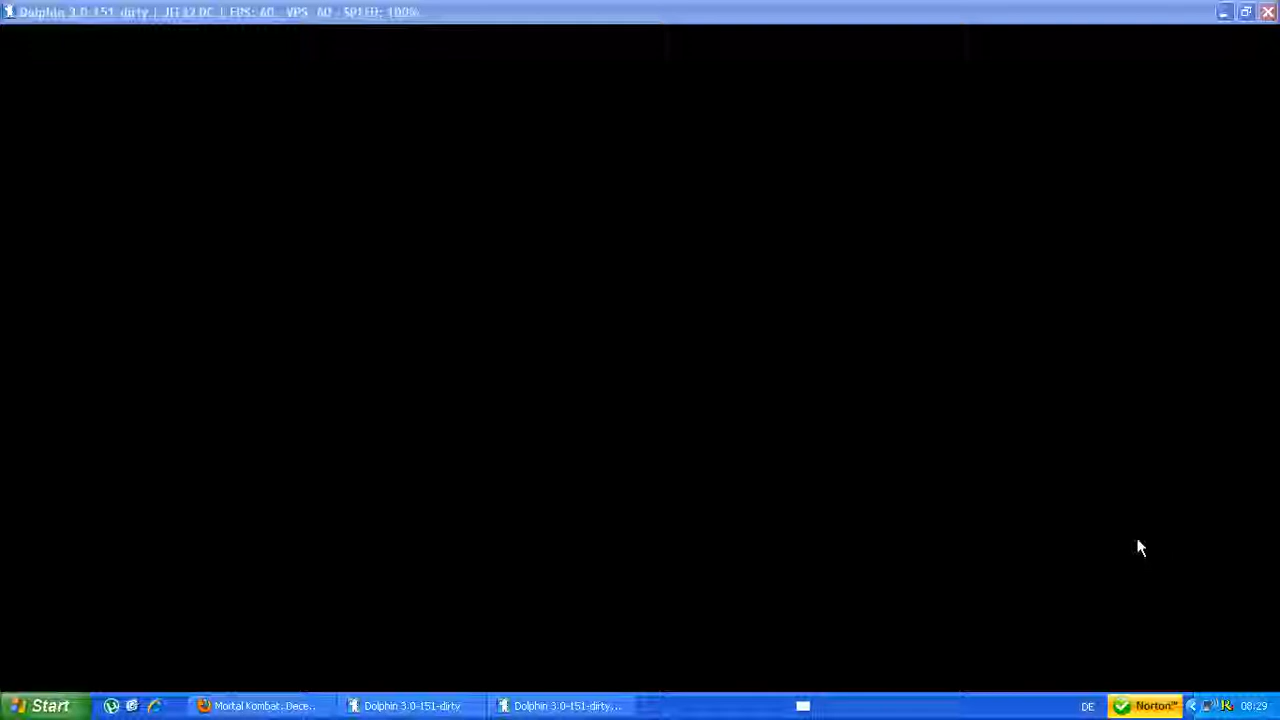 Dolphin 3.0-151-dirty | JIT32 DC | FPS: 60 - VPS: 60 - SPEED: 100%
Start
Mortal Kombat: Dece...
Dolphin 3.0-151-dirty
Dolphin 3.0-151-dirty...
DE
Norton™
08:29